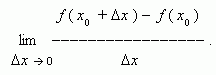 f ( x₀ + Δx ) – f ( x₀ )
lim ––––––––––––––––– .
Δx → 0 Δx